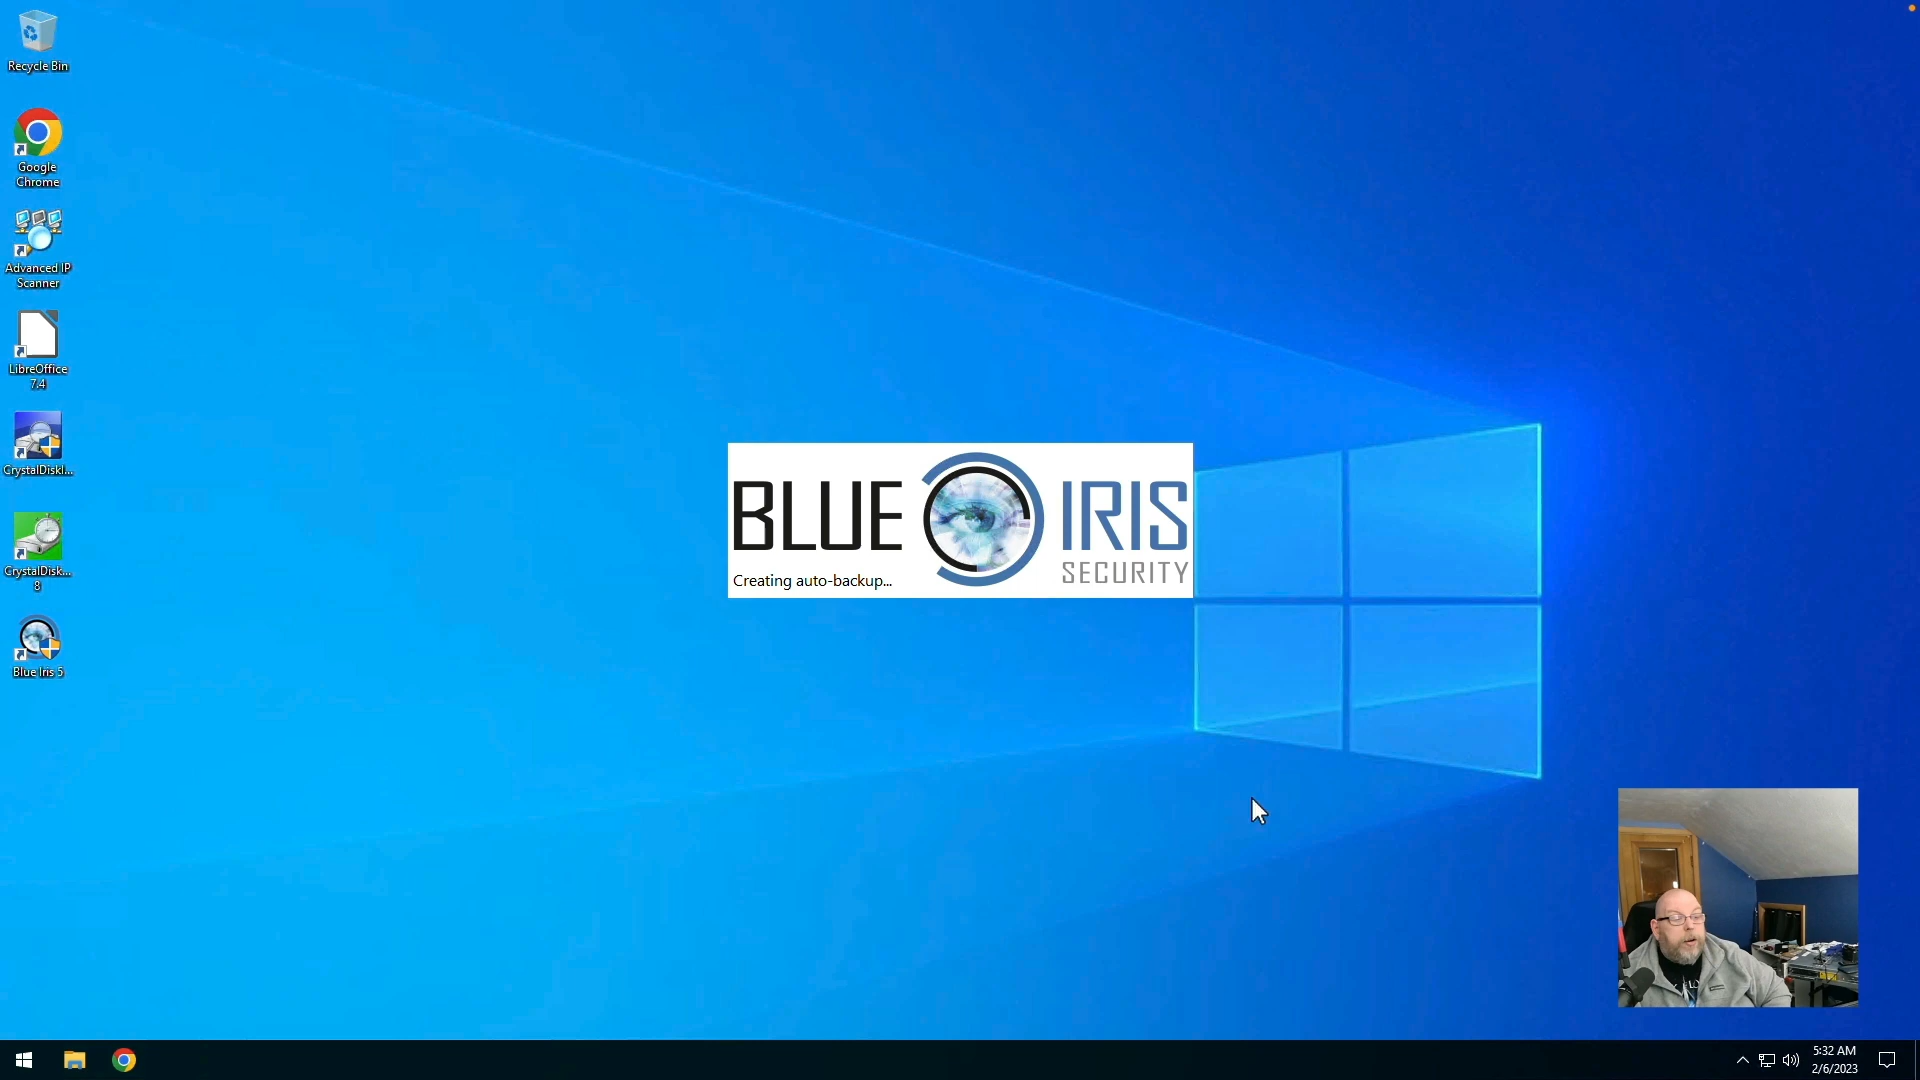 Recycle Bin
Google
Chrome
Advanced IP
Scanner
LibreOffice
7.4
CrystalDiskI...
CrystalDisk...
8
Blue Iris 5
BLUE IRIS
SECURITY
Creating auto-backup...
5:32 AM
2/6/2023